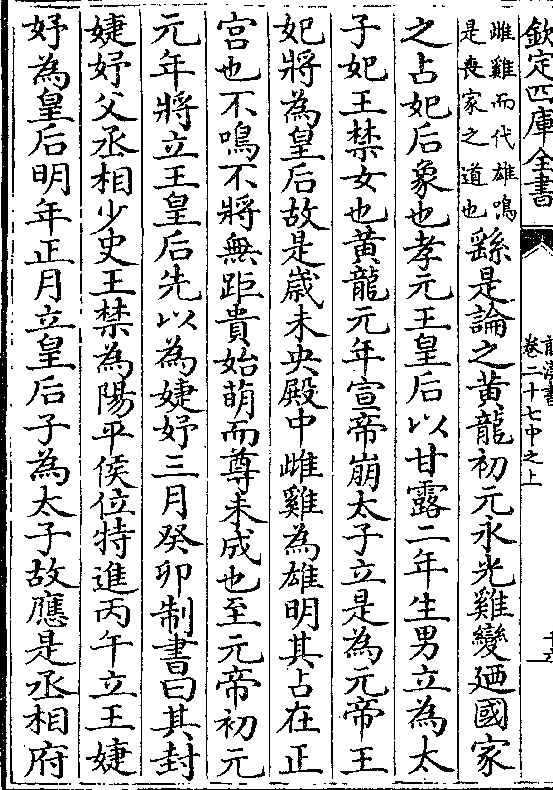 欽定四庫全書
前漢書
卷二十七中之上
雌雞而代雄鳴
是喪家之道也
繇是論之黃龍初元永光雞變廼國家
之占妃后象也孝元王皇后以甘露二年生男立為太
子妃王禁女也黃龍元年宣帝崩太子立是為元帝王
妃將為皇后故是歳未央殿中雌雞為雄明其占在正
宮也不鳴不將無距貴始萌而尊未成也至元帝初元
元年將立王皇后先以為婕妤三月癸卯制書曰其封
婕妤父丞相少史王禁為陽平侯位特進丙午立王婕
妤為皇后明年正月立皇后子為太子故應是丞相府